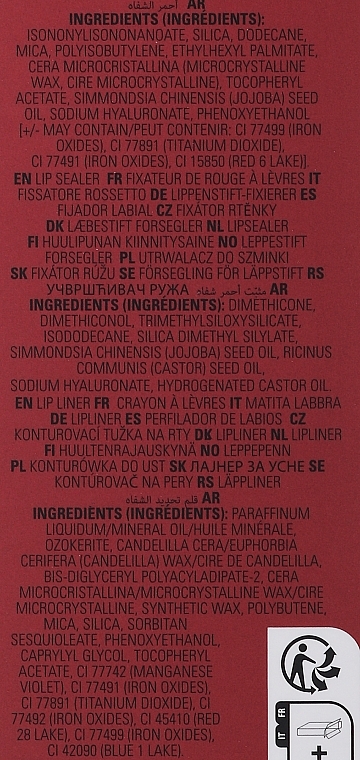 أحمر الشفاه AR
INGREDIENTS (INGRÉDIENTS):
ISONONYLISONONANOATE, SILICA, DODECANE,
MICA, POLYISOBUTYLENE, ETHYLHEXYL PALMITATE,
CERA MICROCRISTALLINA (MICROCRYSTALLINE
WAX, CIRE MICROCRYSTALLINE), TOCOPHERYL
ACETATE, SIMMONDSIA CHINENSIS (JOJOBA) SEED
OIL, SODIUM HYALURONATE, PHENOXYETHANOL
[+/- MAY CONTAIN/PEUT CONTENIR: CI 77499 (IRON
OXIDES), CI 77891 (TITANIUM DIOXIDE),
CI 77491 (IRON OXIDES), CI 15850 (RED 6 LAKE)].
EN LIP SEALER FR FIXATEUR DE ROUGE À LÈVRES IT
FISSATORE ROSSETTO DE LIPPENSTIFT-FIXIERER ES
FIJADOR LABIAL CZ FIXÁTOR RTĚNKY
DK LÆBESTIFT FORSEGLER NL LIPSEALER
FI HUULIPUNAN KIINNITYSAINE NO LEPPESTIFT
FORSEGLER PL UTRWALACZ DO SZMINKI
SK FIXÁTOR RÚŽU SE FÖRSEGLING FÖR LÄPPSTIFT RS
УЧВРШЋИВАЧ РУЖА مثبت أحمر شفاه AR
INGREDIENTS (INGRÉDIENTS): DIMETHICONE,
DIMETHICONOL, TRIMETHYLSILOXYSILICATE,
ISODODECANE, SILICA DIMETHYL SILYLATE,
SIMMONDSIA CHINENSIS (JOJOBA) SEED OIL, RICINUS
COMMUNIS (CASTOR) SEED OIL,
SODIUM HYALURONATE, HYDROGENATED CASTOR OIL.
EN LIP LINER FR CRAYON À LÈVRES IT MATITA LABBRA
DE LIPLINER ES PERFILADOR DE LABIOS CZ
KONTUROVACÍ TUŽKA NA RTY DK LIPLINER NL LIPLINER
FI HUULTENRAJAUSKYNÄ NO LEPPEPENN
PL KONTURÓWKA DO UST SK ЛАЈНЕР ЗА УСНЕ SE
KONTÚROVAČ NA PERY RS LÄPPLINER
قلم تحديد الشفاه AR
INGREDIENTS (INGRÉDIENTS): PARAFFINUM
LIQUIDUM/MINERAL OIL/HUILE MINÉRALE,
OZOKERITE, CANDELILLA CERA/EUPHORBIA
CERIFERA (CANDELILLA) WAX/CIRE DE CANDELILLA,
BIS-DIGLYCERYL POLYACYLADIPATE-2, CERA
MICROCRISTALLINA/MICROCRYSTALLINE WAX/CIRE
MICROCRYSTALLINE, SYNTHETIC WAX, POLYBUTENE,
MICA, SILICA, SORBITAN
SESQUIOLEATE, PHENOXYETHANOL,
CAPRYLYL GLYCOL, TOCOPHERYL
ACETATE, CI 77742 (MANGANESE
VIOLET), CI 77491 (IRON OXIDES),
CI 77891 (TITANIUM DIOXIDE), CI
77492 (IRON OXIDES), CI 45410 (RED
28 LAKE), CI 77499 (IRON OXIDES),
CI 42090 (BLUE 1 LAKE).
FR
IT
+